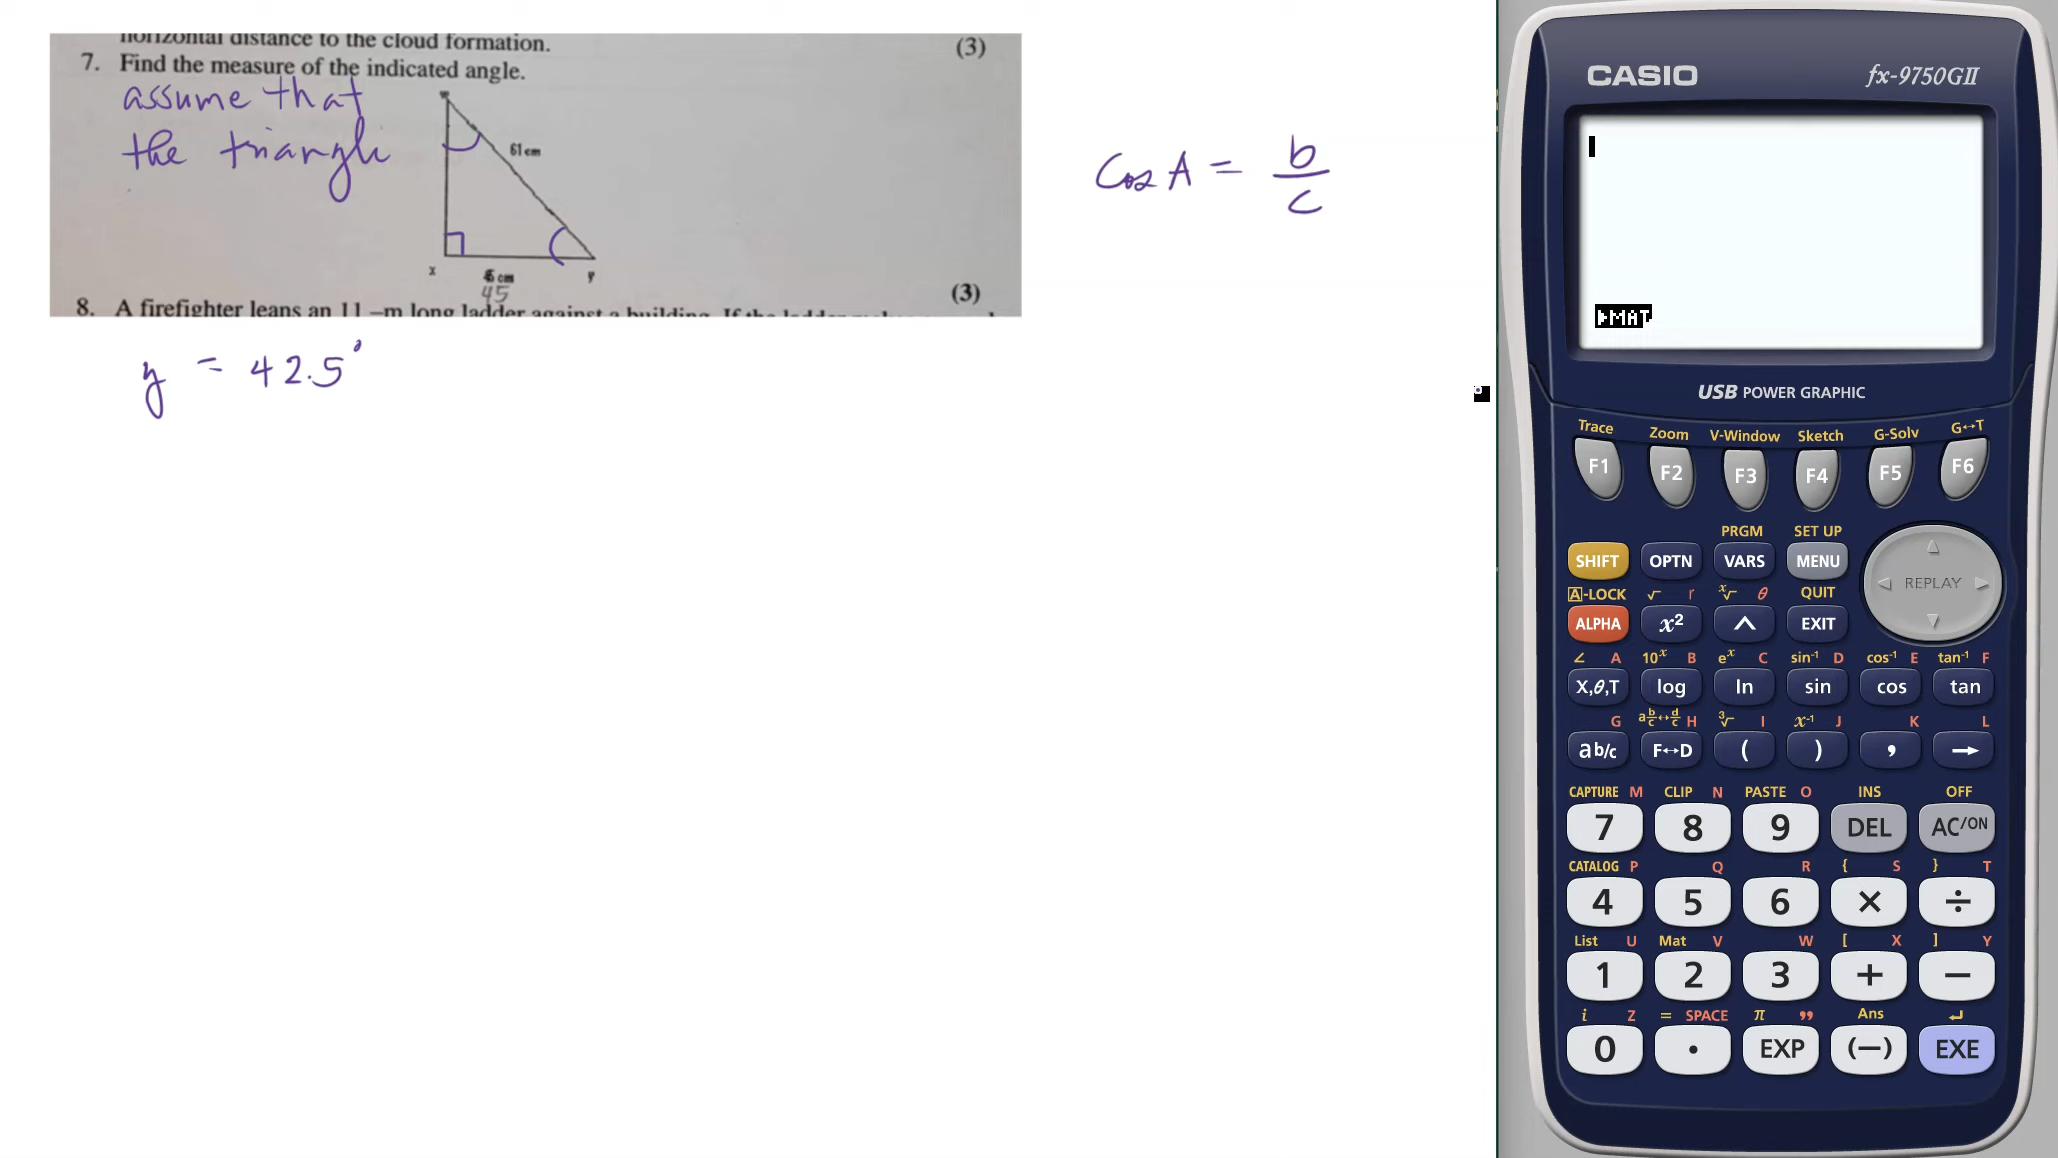 horizontal distance to the cloud formation.
(3)
7. Find the measure of the indicated angle.
assume that
the triangle
61 cm
x
cm
45
y
(3)
8. A firefighter leans an 11 –m long ladder against a building. If the ladder
y = 42.5°
Cos A = b/c
CASIO
fx-9750GII
▶MAT
USB POWER GRAPHIC
Trace Zoom V-Window Sketch G-Solv G↔T
F1 F2 F3 F4 F5 F6
PRGM SET UP
SHIFT OPTN VARS MENU
REPLAY
A-LOCK √ r ˣ√ θ QUIT
ALPHA x² ^ EXIT
∠ A 10ˣ B eˣ C sin⁻¹ D cos⁻¹ E tan⁻¹ F
X,θ,T log ln sin cos tan
G a b/c↔d/c H ³√ I x⁻¹ J K L
a b/c F↔D ( ) , →
CAPTURE M CLIP N PASTE O INS OFF
7 8 9 DEL AC/ON
CATALOG P Q R { S } T
4 5 6 × ÷
List U Mat V W [ X ] Y
1 2 3 + −
i Z = SPACE π ” Ans ↵
0 . EXP (−) EXE